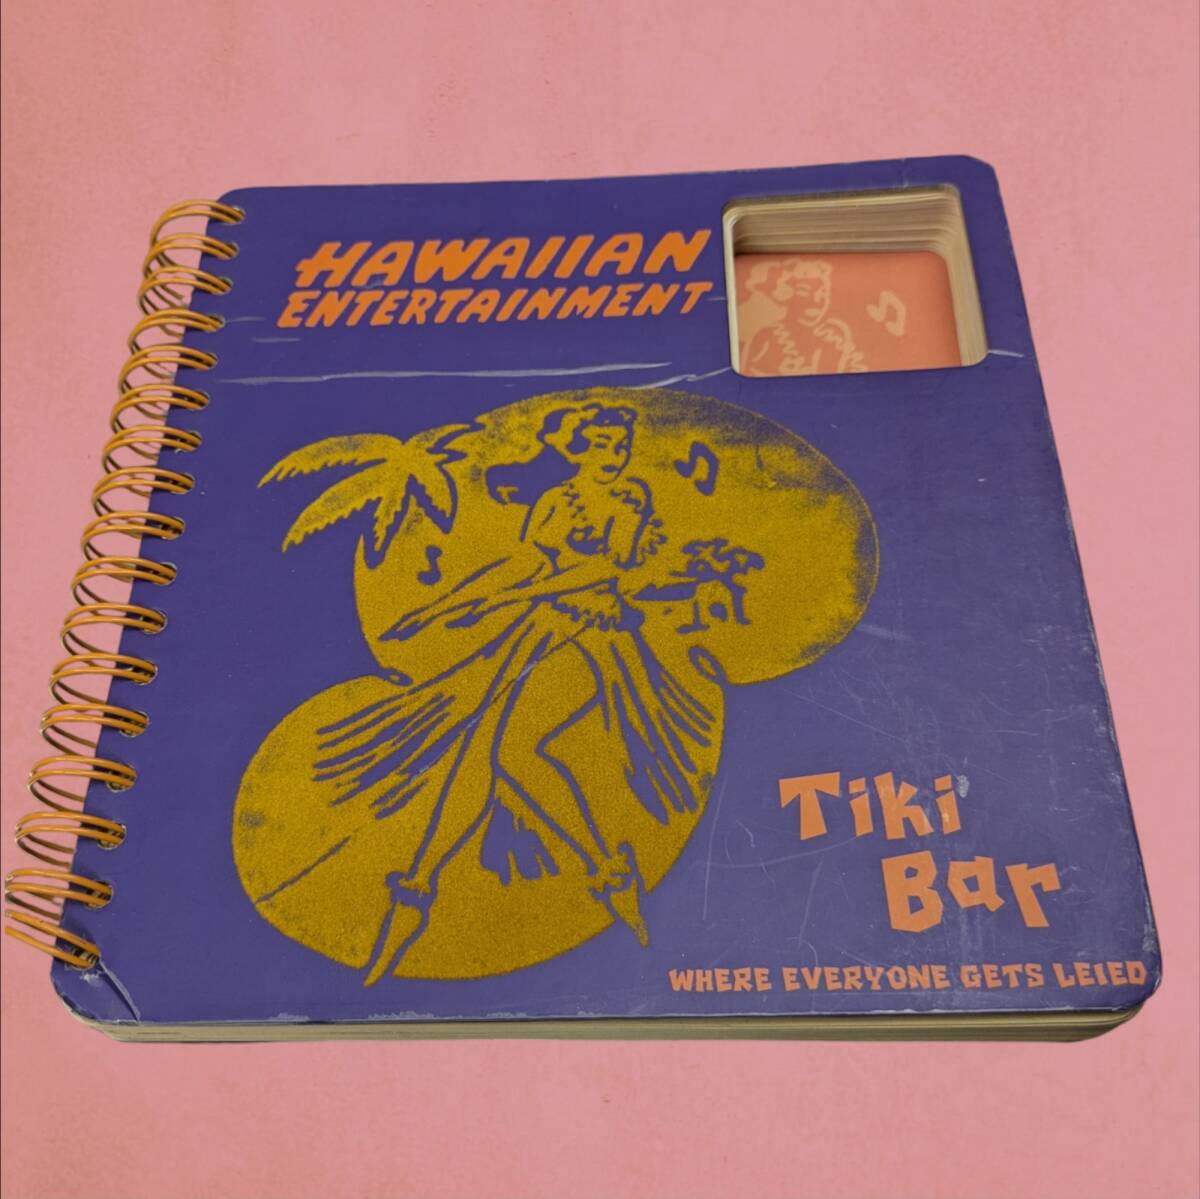 HAWAIIAN
ENTERTAINMENT
Tiki
Bar
WHERE EVERYONE GETS LEIED